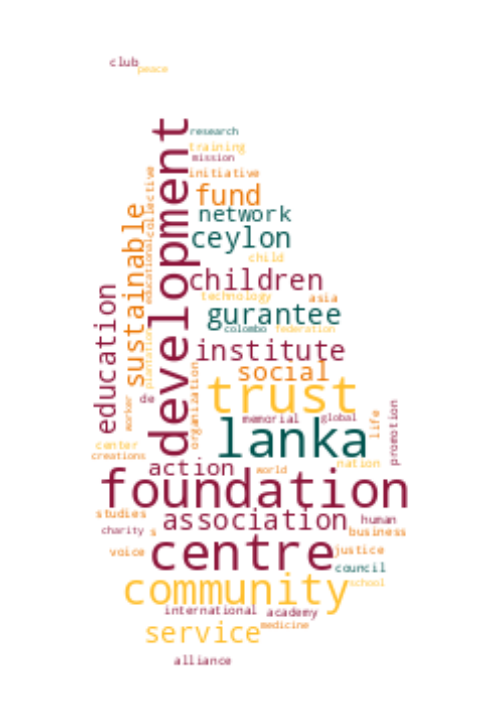 club
peace
development
research
training
mission
initiative
collective
fund
sustainable
network
ceylon
educational
child
children
technology
asia
education
gurantee
colombo
federation
plantation
institute
social
organization
trust
de
worker
memorial
global
life
promotion
lanka
center
creations
action
world
nation
foundation
studies
association
human
charity
s
business
centre
voice
justice
council
community
school
international
academy
service
medicine
alliance